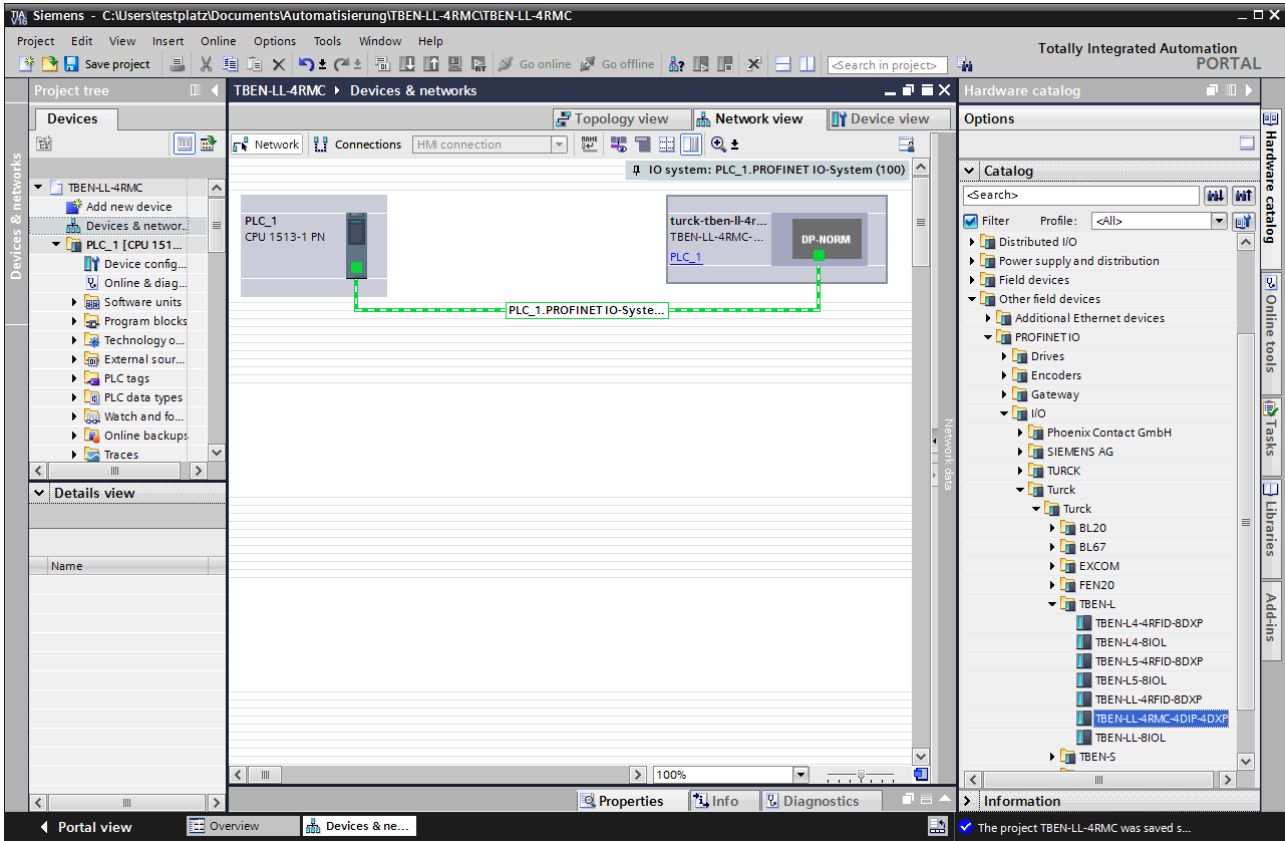 Siemens - C:\Users\testplatz\Documents\Automatisierung\TBEN-LL-4RMC\TBEN-LL-4RMC
Project Edit View Insert Online Options Tools Window Help
Totally Integrated Automation
PORTAL
Save project Go online Go offline <Search in project>
Project tree
TBEN-LL-4RMC Devices & networks
Hardware catalog
Devices
Topology view Network view Device view
Options
Network Connections HMI connection
IO system: PLC_1.PROFINET IO-System (100)
Catalog
TBEN-LL-4RMC
Add new device
Devices & networ..
PLC_1 [CPU 151...
Device config...
Online & diag...
Software units
Program blocks
Technology o...
External sour...
PLC tags
PLC data types
Watch and fo...
Online backups
Traces
Details view
Name
PLC_1
CPU 1513-1 PN
turck-tben-ll-4r...
TBEN-LL-4RMC-...
PLC_1
DP-NORM
PLC_1.PROFINET IO-Syste...
Network data
100%
Properties Info Diagnostics
<Search>
Filter Profile: <All>
Distributed I/O
Power supply and distribution
Field devices
Other field devices
Additional Ethernet devices
PROFINET IO
Drives
Encoders
Gateway
I/O
Phoenix Contact GmbH
SIEMENS AG
TURCK
Turck
Turck
BL20
BL67
EXCOM
FEN20
TBEN-L
TBEN-L4-4RFID-8DXP
TBEN-L4-8IOL
TBEN-L5-4RFID-8DXP
TBEN-L5-8IOL
TBEN-LL-4RFID-8DXP
TBEN-LL-4RMC-4DIP-4DXP
TBEN-LL-8IOL
TBEN-S
Information
Devices & networks
Hardware catalog
Online tools
Tasks
Libraries
Add-ins
Portal view Overview Devices & ne...
The project TBEN-LL-4RMC was saved s...